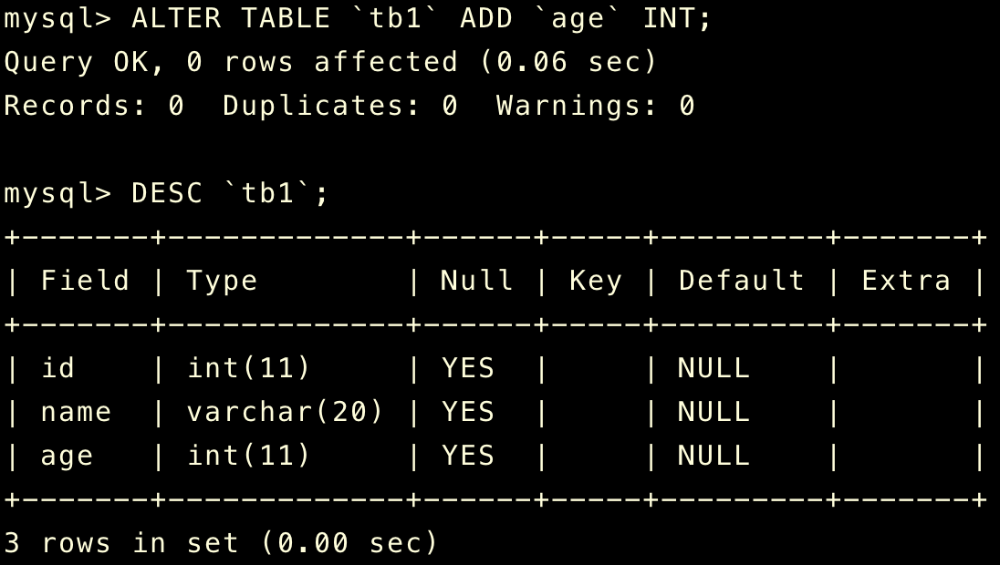 mysql> ALTER TABLE `tb1` ADD `age` INT;
Query OK, 0 rows affected (0.06 sec)
Records: 0  Duplicates: 0  Warnings: 0

mysql> DESC `tb1`;
+-------+-------------+------+-----+---------+-------+
| Field | Type        | Null | Key | Default | Extra |
+-------+-------------+------+-----+---------+-------+
| id    | int(11)     | YES  |     | NULL    |       |
| name  | varchar(20) | YES  |     | NULL    |       |
| age   | int(11)     | YES  |     | NULL    |       |
+-------+-------------+------+-----+---------+-------+
3 rows in set (0.00 sec)